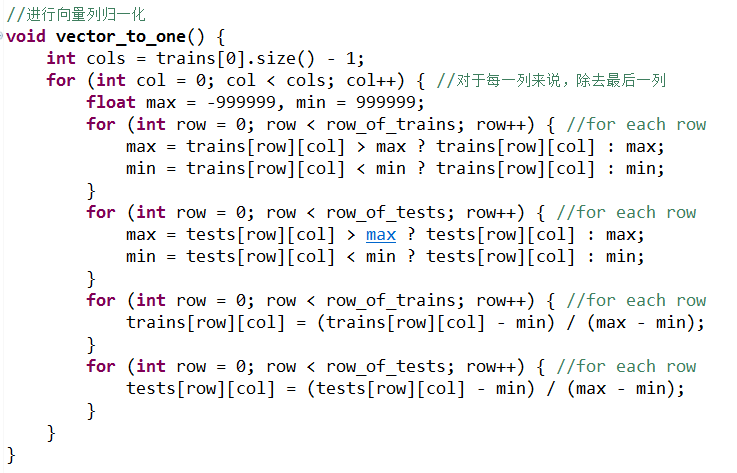 //进行向量列归一化
void vector_to_one() {
    int cols = trains[0].size() - 1;
    for (int col = 0; col < cols; col++) { //对于每一列来说，除去最后一列
        float max = -999999, min = 999999;
        for (int row = 0; row < row_of_trains; row++) { //for each row
            max = trains[row][col] > max ? trains[row][col] : max;
            min = trains[row][col] < min ? trains[row][col] : min;
        }
        for (int row = 0; row < row_of_tests; row++) { //for each row
            max = tests[row][col] > max ? tests[row][col] : max;
            min = tests[row][col] < min ? tests[row][col] : min;
        }
        for (int row = 0; row < row_of_trains; row++) { //for each row
            trains[row][col] = (trains[row][col] - min) / (max - min);
        }
        for (int row = 0; row < row_of_tests; row++) { //for each row
            tests[row][col] = (tests[row][col] - min) / (max - min);
        }
    }
}